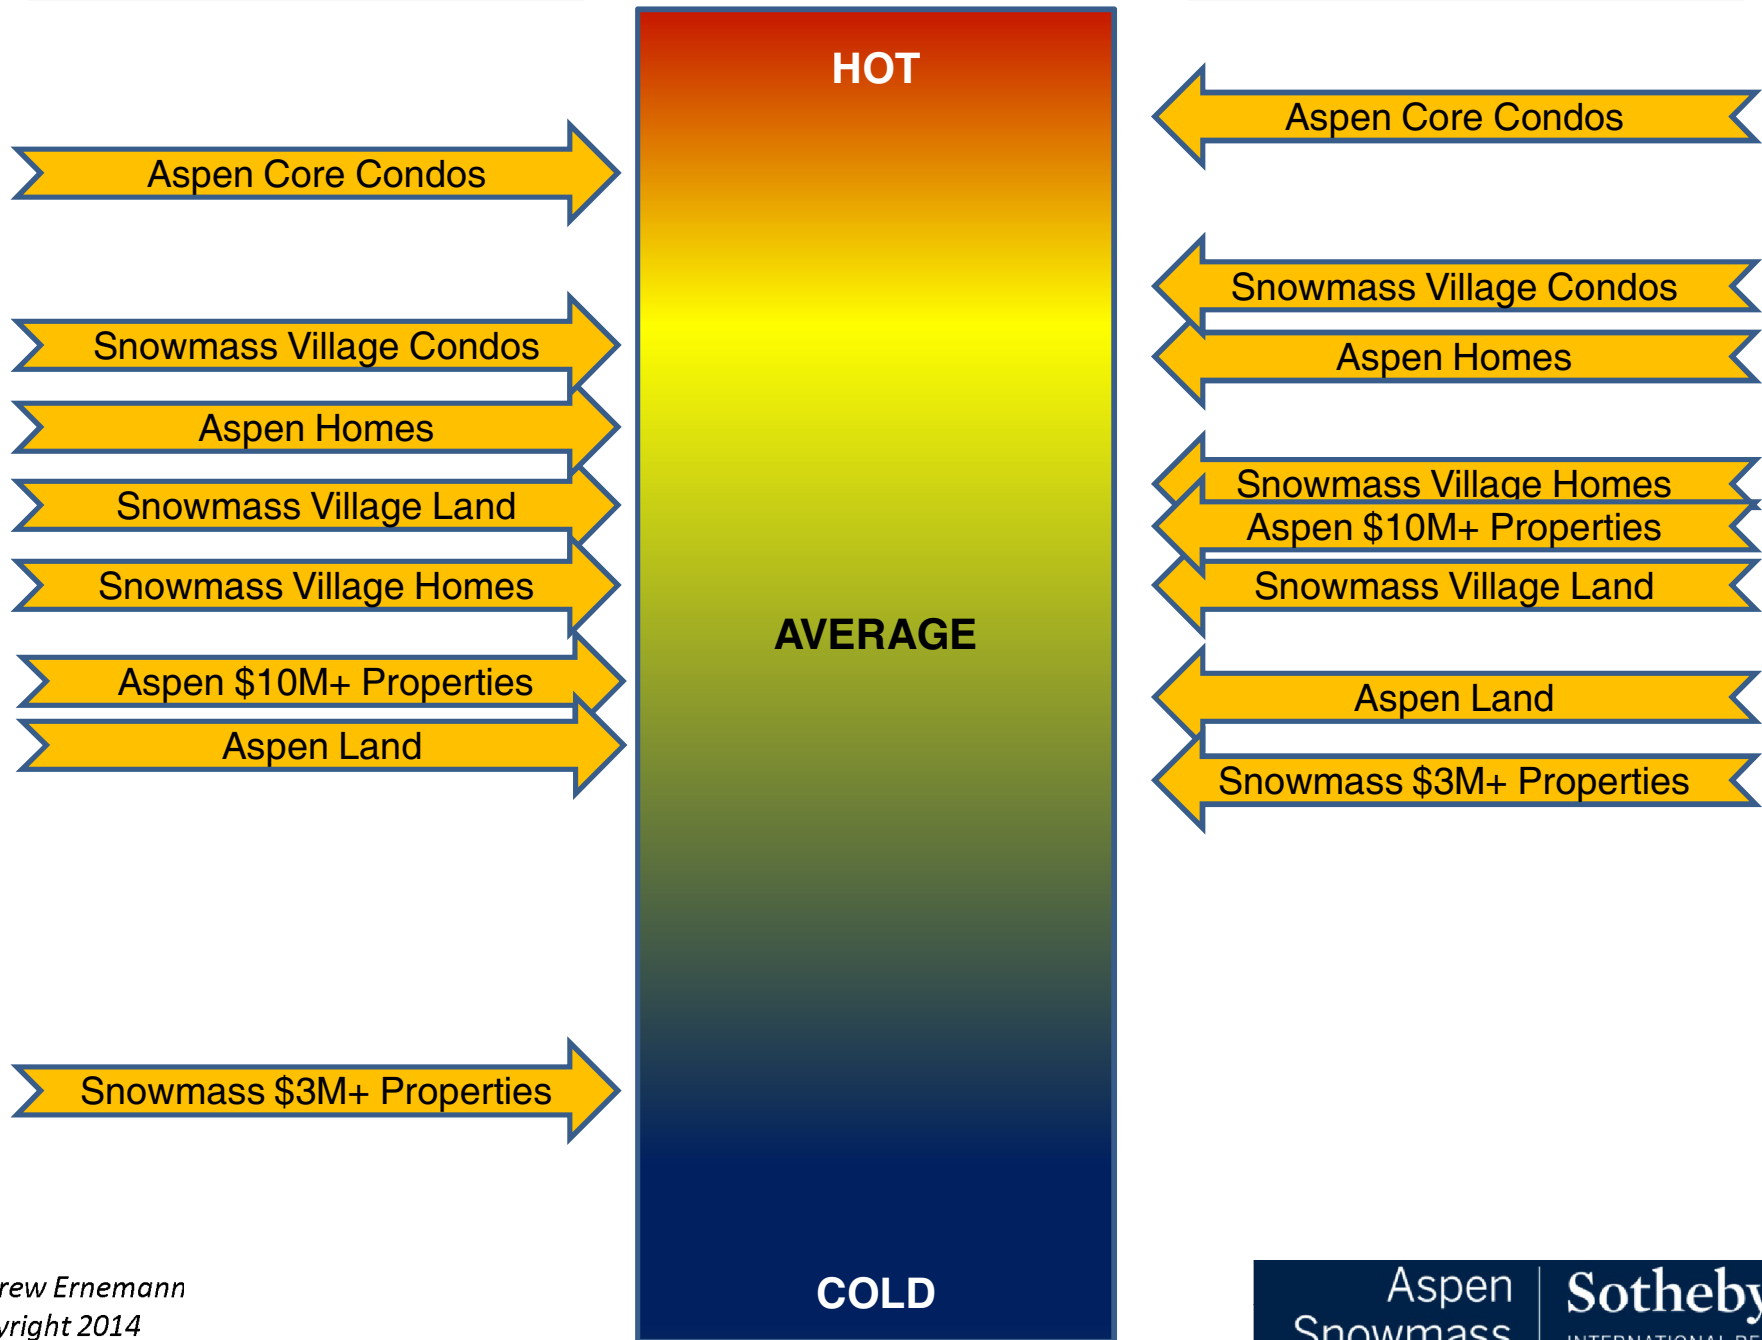 HOT
Aspen Core Condos
Snowmass Village Condos
Aspen Homes
Snowmass Village Land
Snowmass Village Homes
Aspen $10M+ Properties
Aspen Land
Snowmass $3M+ Properties
AVERAGE
COLD
Aspen Core Condos
Snowmass Village Condos
Aspen Homes
Snowmass Village Homes
Aspen $10M+ Properties
Snowmass Village Land
Aspen Land
Snowmass $3M+ Properties
rew Ernemann
yright 2014
Aspen
Snowmass
Sotheby
INTERNATIONAL RE